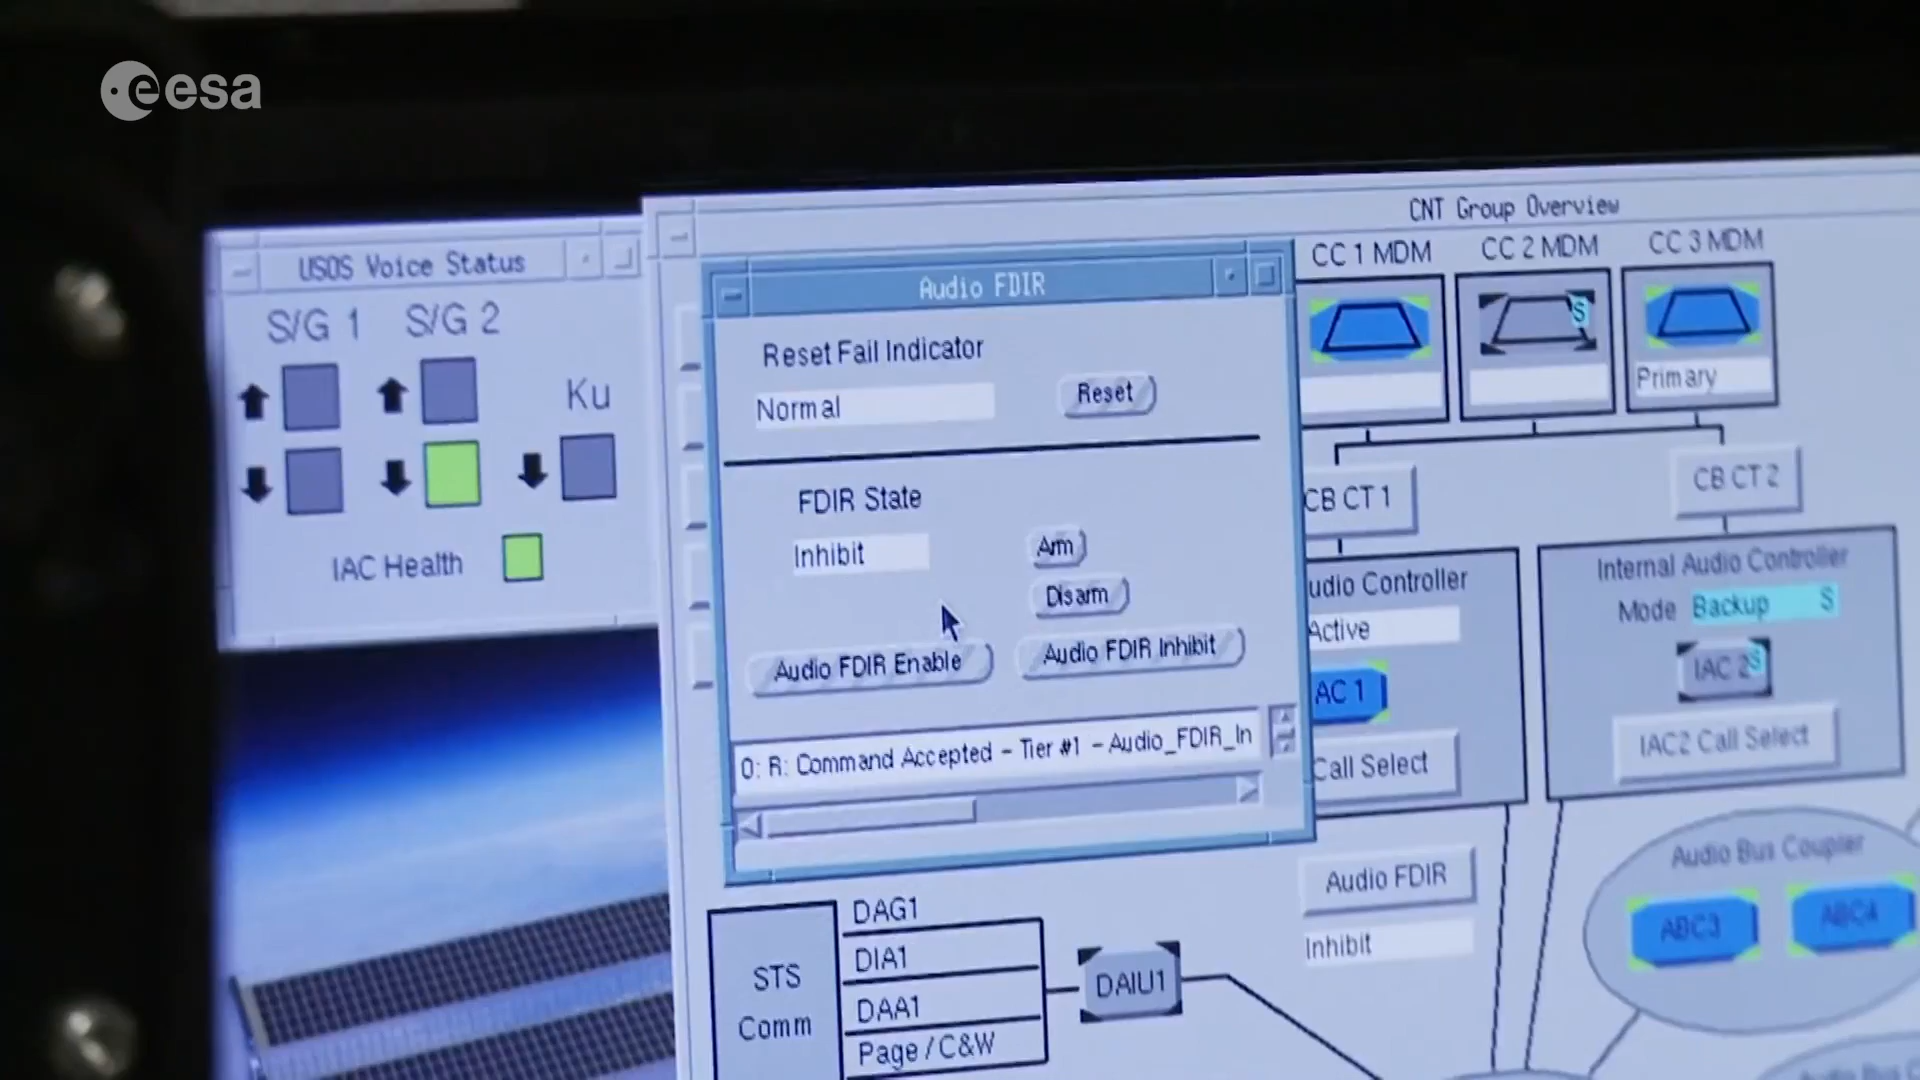 esa
USOS Voice Status
S/G 1
S/G 2
Ku
IAC Health
CNT Group Overview
CC 1 MDM
CC 2 MDM
CC 3 MDM
S
Primary
Audio FDIR
Reset Fail Indicator
Normal
Reset
FDIR State
Inhibit
Arm
Disarm
Audio FDIR Enable
Audio FDIR Inhibit
0: R: Command Accepted - Tier #1 - Audio_FDIR_In
CB CT 1
CB CT 2
udio Controller
Active
AC 1
Call Select
Internal Audio Controller
Mode Backup S
IAC 2 S
IAC2 Call Select
Audio FDIR
Inhibit
Audio Bus Coupler
ABC3
ABC4
STS
Comm
DAG1
DIA1
DAA1
Page / C&W
DAIU1
Audio Bus C